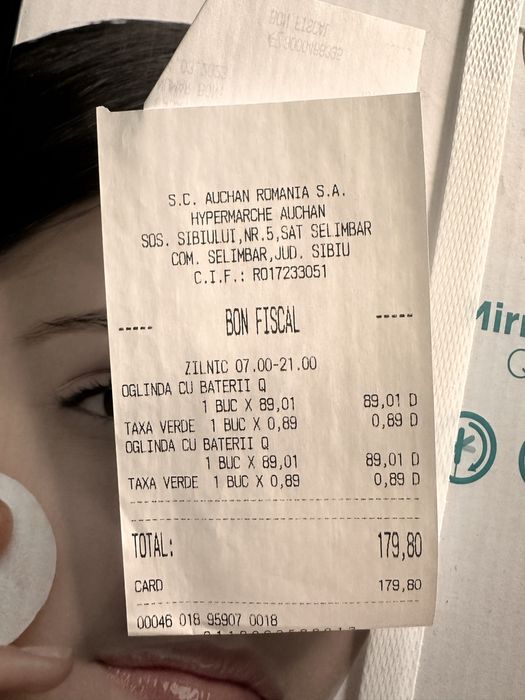 BON FISCAL
S.C. AUCHAN ROMANIA S.A.
HYPERMARCHE AUCHAN
SOS. SIBIULUI,NR.5,SAT SELIMBAR
COM. SELIMBAR,JUD. SIBIU
C.I.F.: RO17233051
----- BON FISCAL -----
ZILNIC 07.00-21.00
OGLINDA CU BATERII Q
1 BUC X 89,01 89,01 D
TAXA VERDE 1 BUC X 0,89 0,89 D
OGLINDA CU BATERII Q
1 BUC X 89,01 89,01 D
TAXA VERDE 1 BUC X 0,89 0,89 D
TOTAL: 179,80
CARD 179,80
00046 018 95907 0018
Mirr